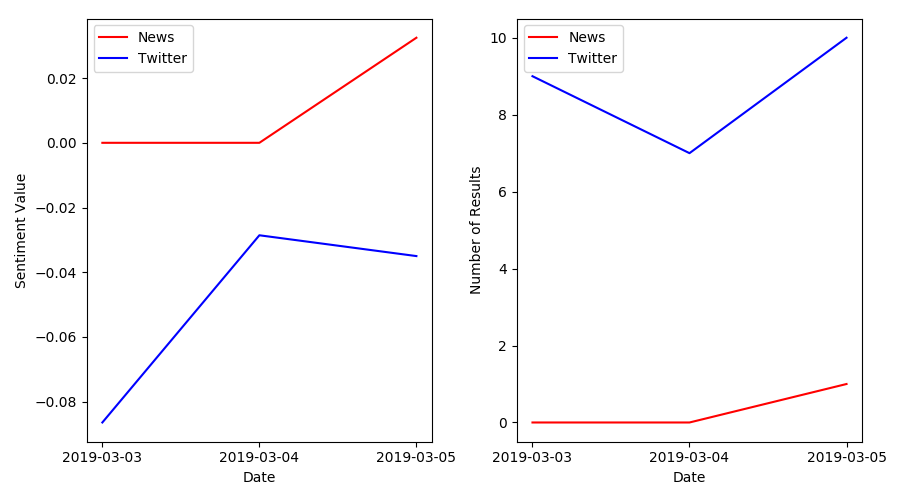 News
Twitter
0.02
0.00
−0.02
−0.04
−0.06
−0.08
Sentiment Value
2019-03-03 2019-03-04 2019-03-05
Date
News
Twitter
10
8
6
4
2
0
Number of Results
2019-03-03 2019-03-04 2019-03-05
Date